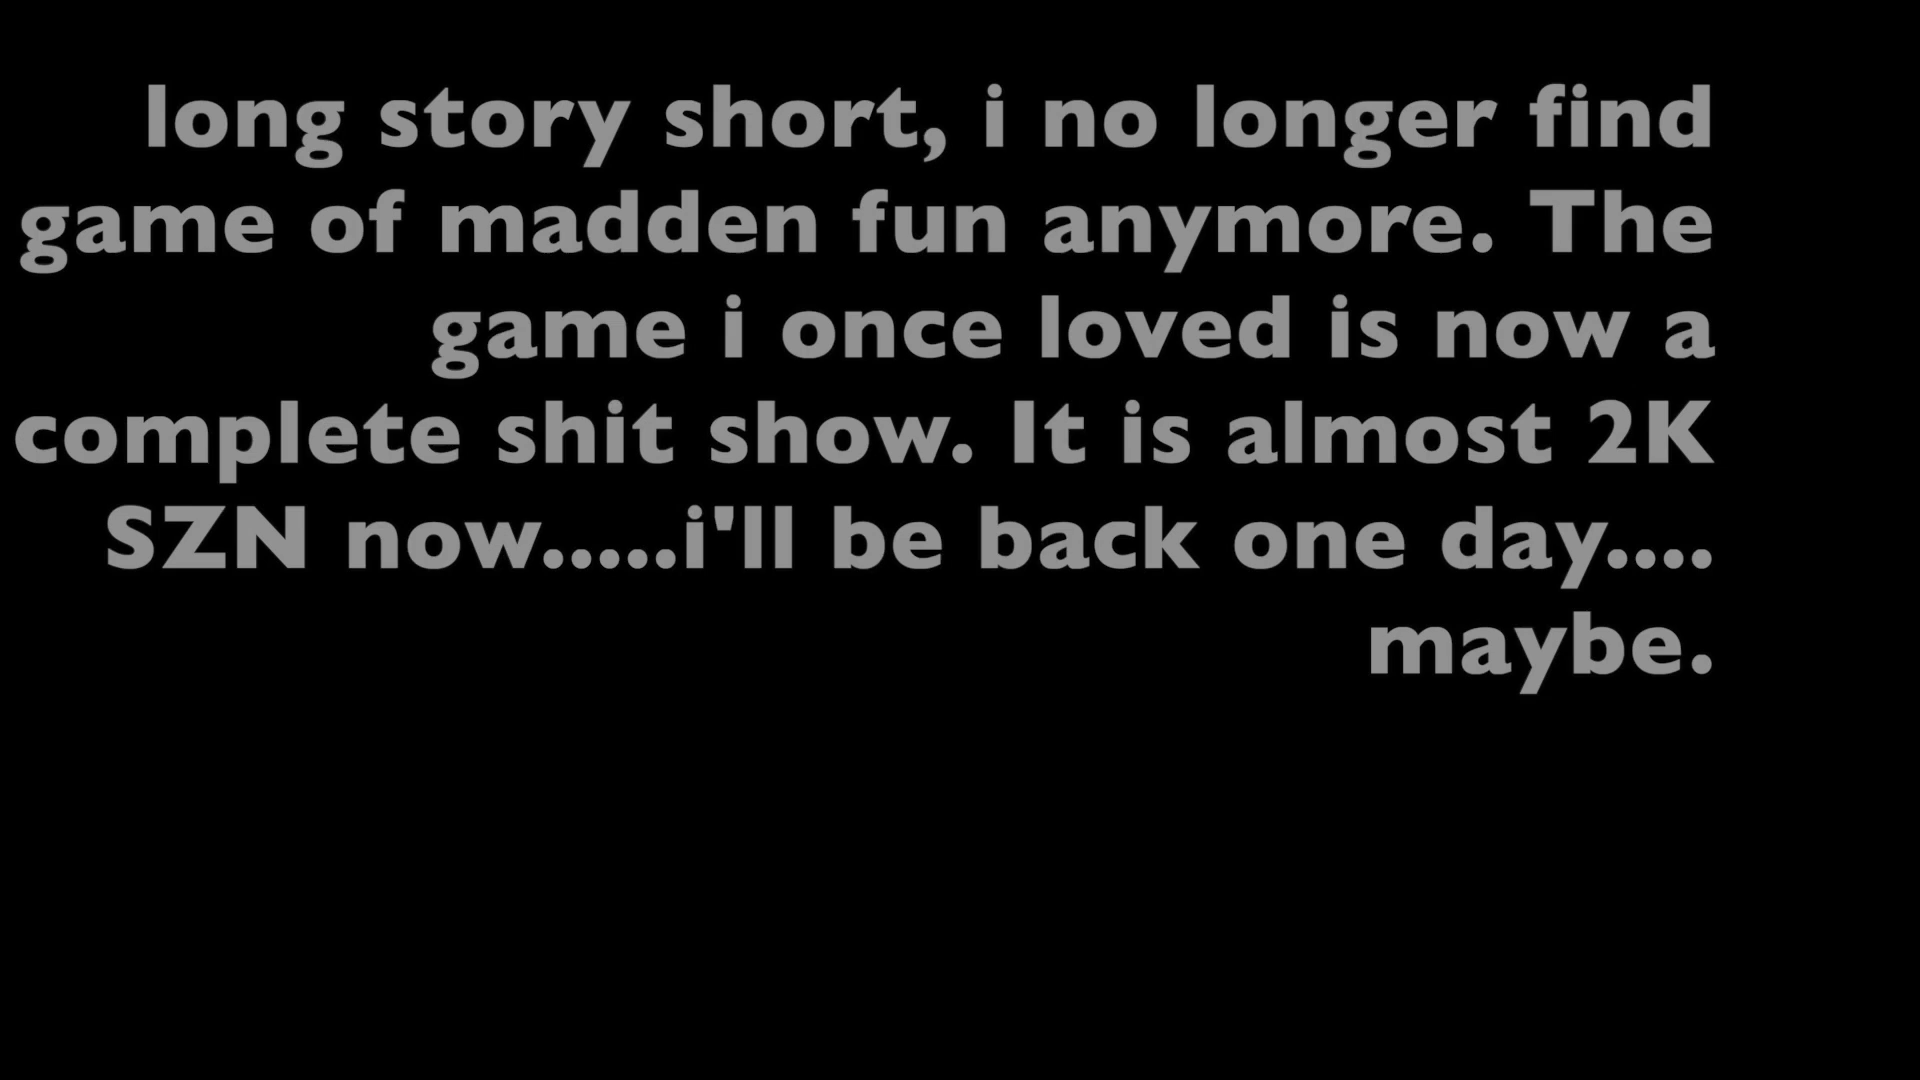 long story short, i no longer find
game of madden fun anymore. The
game i once loved is now a
complete shit show. It is almost 2K
SZN now.....i'll be back one day....
maybe.